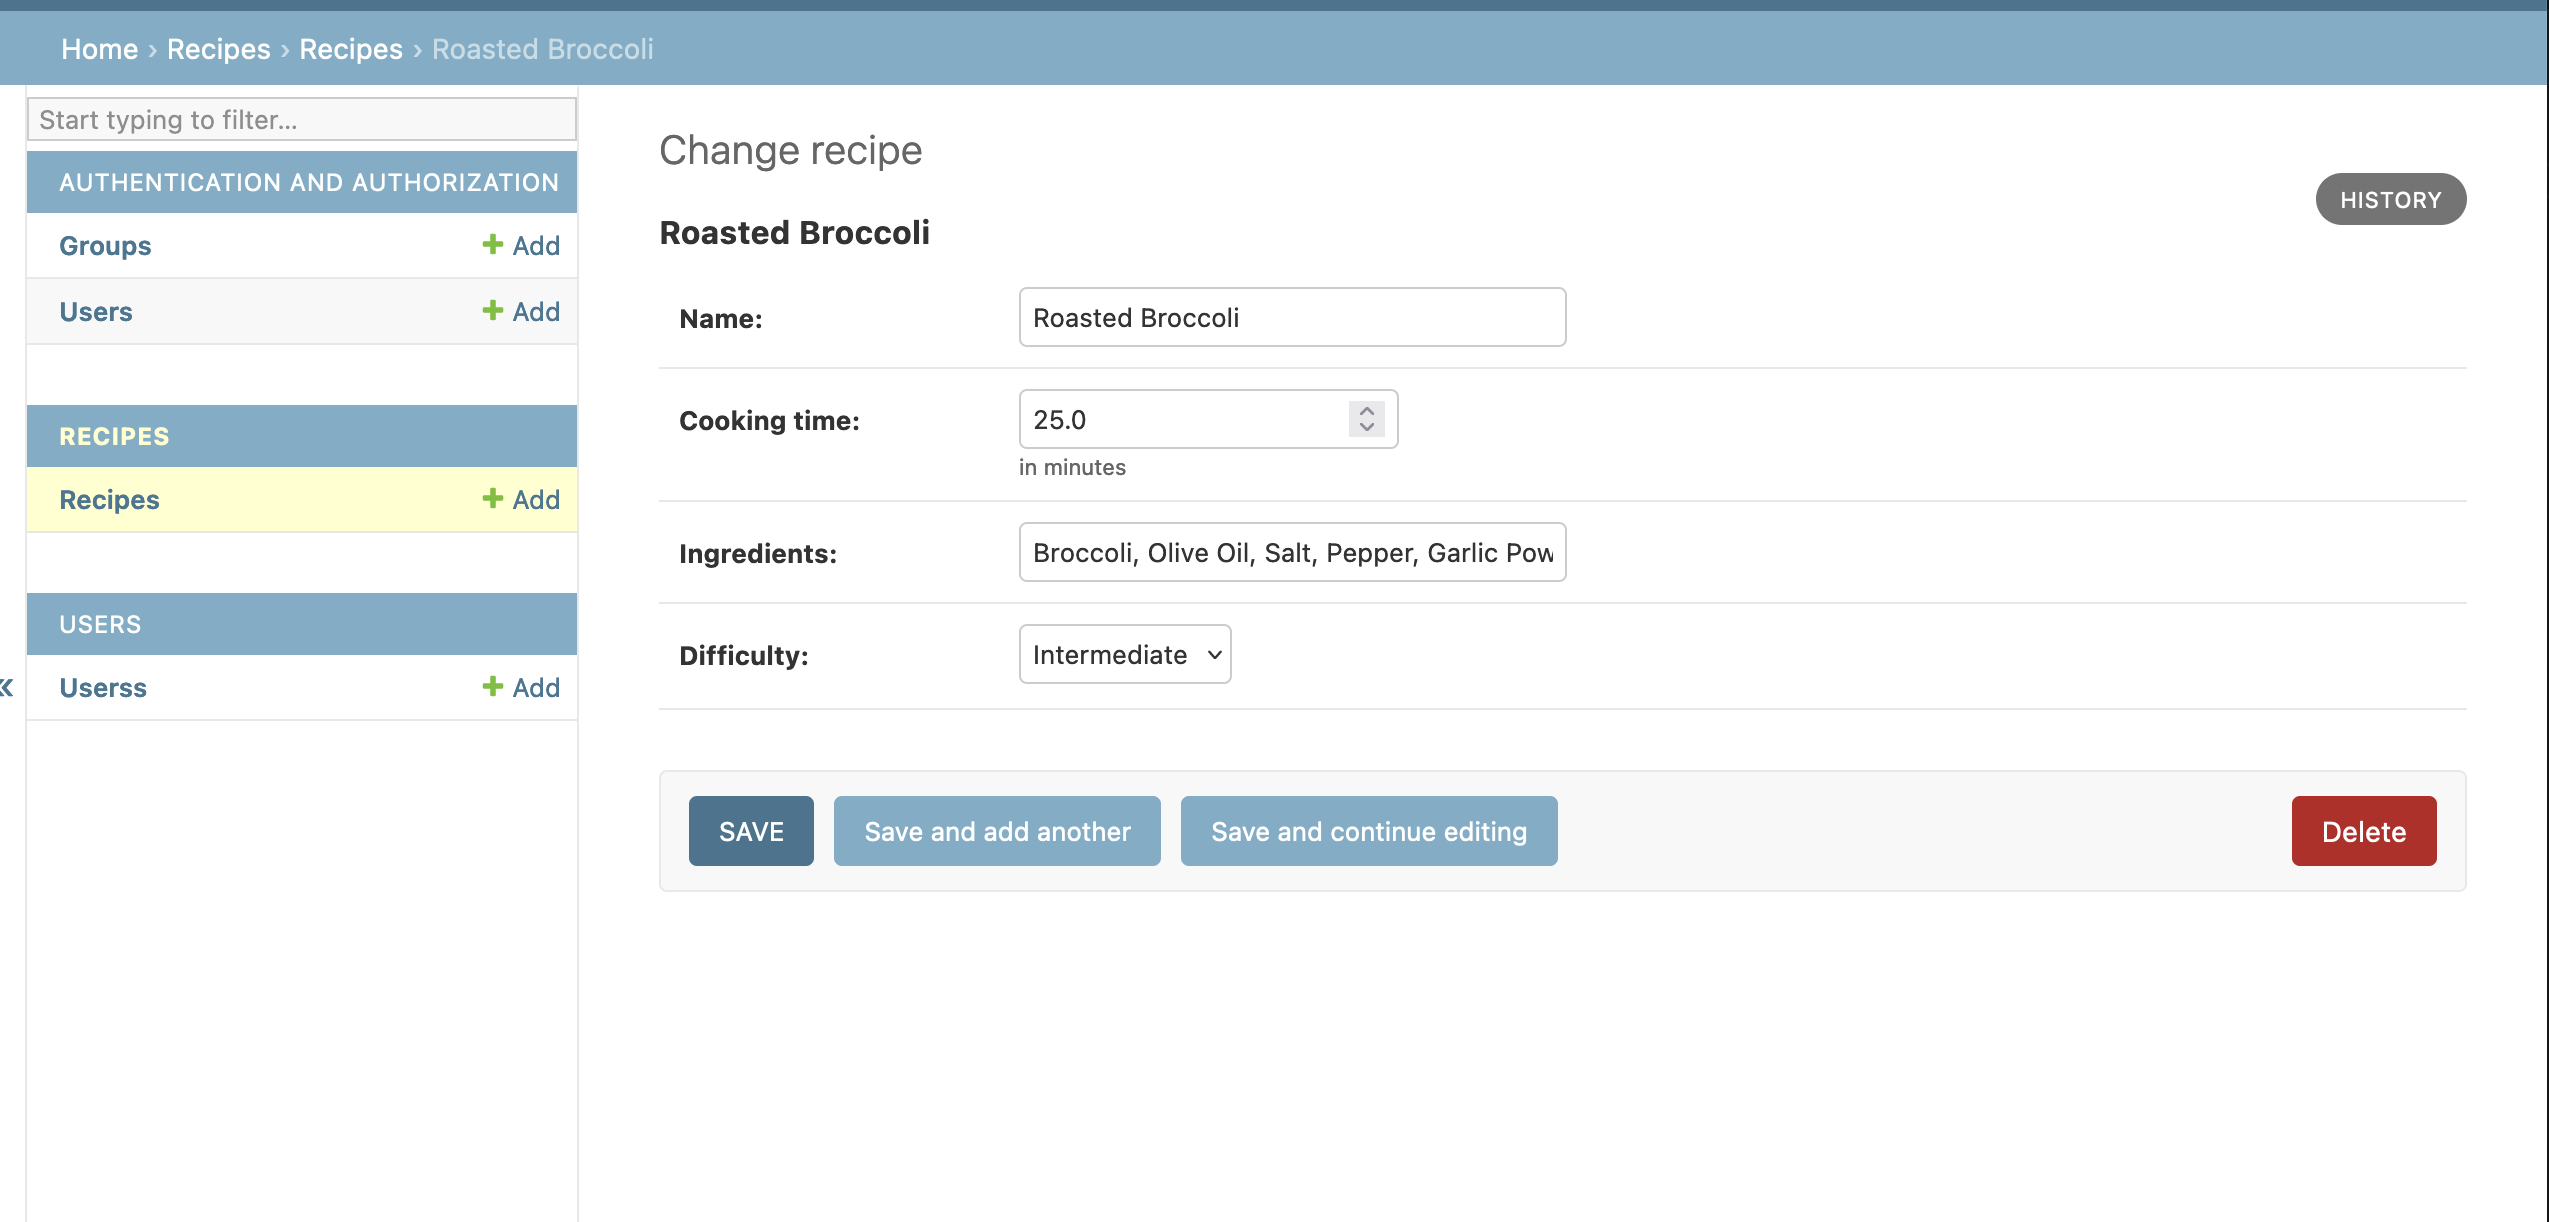 Home › Recipes › Recipes › Roasted Broccoli
Start typing to filter...
AUTHENTICATION AND AUTHORIZATION
Groups + Add
Users + Add
RECIPES
Recipes + Add
USERS
Userss + Add
«
Change recipe
HISTORY
Roasted Broccoli
Name: Roasted Broccoli
Cooking time: 25.0
in minutes
Ingredients: Broccoli, Olive Oil, Salt, Pepper, Garlic Pow
Difficulty: Intermediate
SAVE Save and add another Save and continue editing Delete